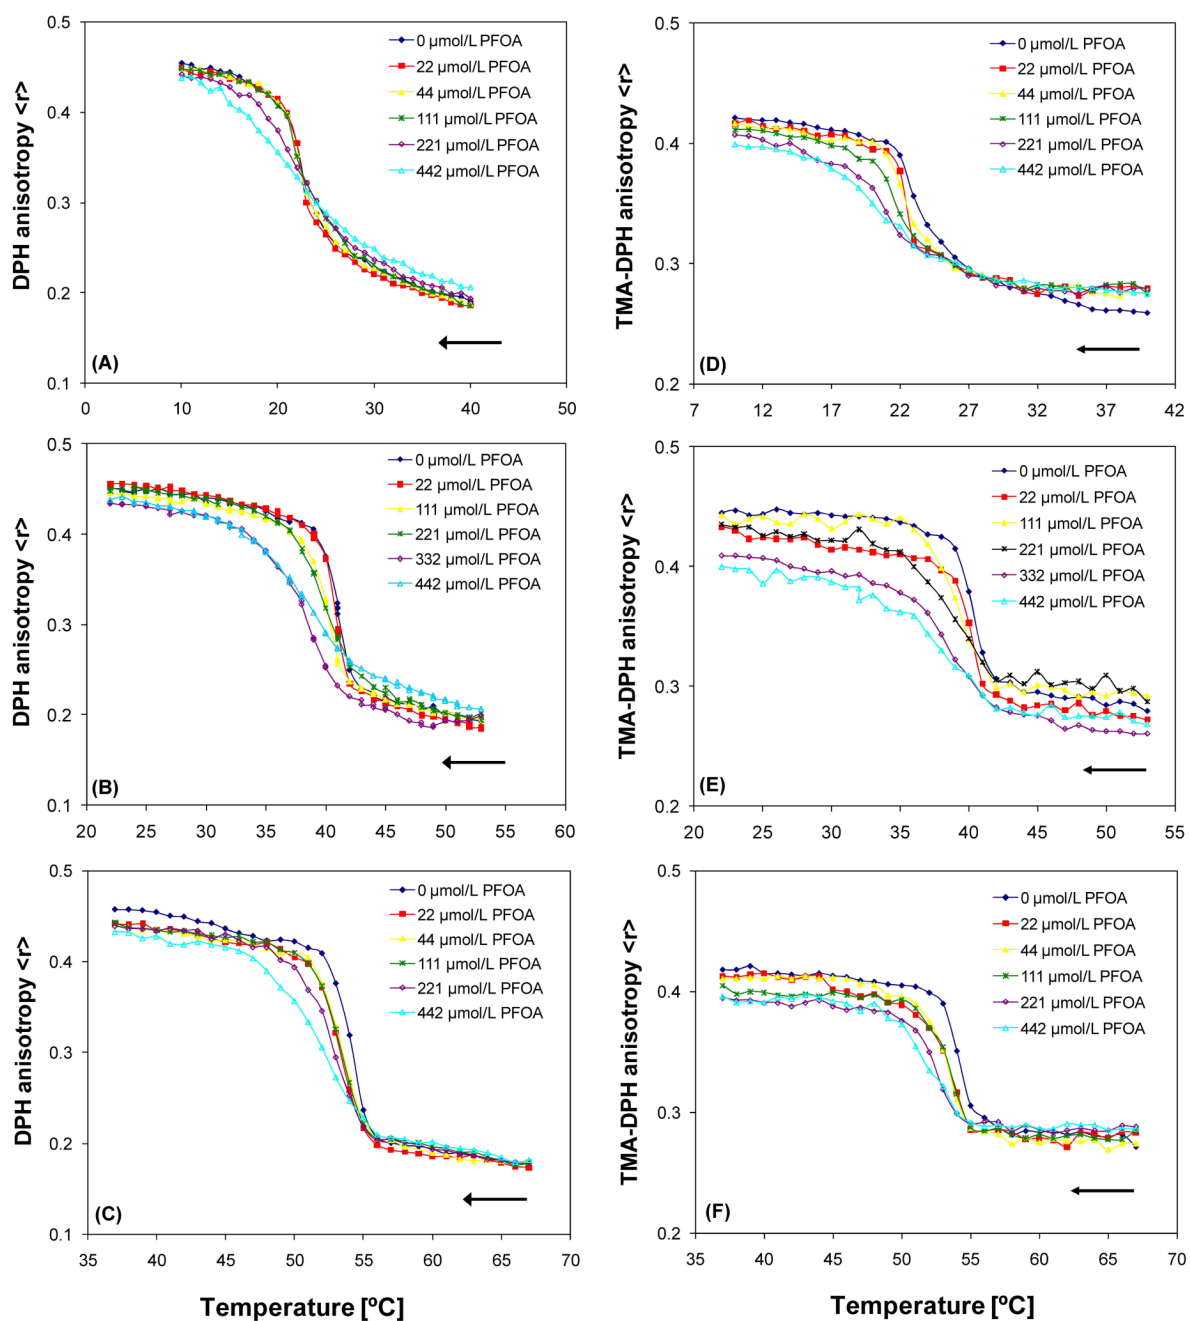 0.5
0.4
0.3
0.2
0.1
DPH anisotropy <r>
0 µmol/L PFOA
22 µmol/L PFOA
44 µmol/L PFOA
111 µmol/L PFOA
221 µmol/L PFOA
442 µmol/L PFOA
(A)
0 10 20 30 40 50
0.5
0.4
0.3
0.2
TMA-DPH anisotropy <r>
0 µmol/L PFOA
22 µmol/L PFOA
44 µmol/L PFOA
111 µmol/L PFOA
221 µmol/L PFOA
442 µmol/L PFOA
(D)
7 12 17 22 27 32 37 42
0.5
0.4
0.3
0.2
0.1
DPH anisotropy <r>
0 µmol/L PFOA
22 µmol/L PFOA
111 µmol/L PFOA
221 µmol/L PFOA
332 µmol/L PFOA
442 µmol/L PFOA
(B)
20 25 30 35 40 45 50 55 60
0.5
0.4
0.3
0.2
TMA-DPH anisotropy <r>
0 µmol/L PFOA
22 µmol/L PFOA
111 µmol/L PFOA
221 µmol/L PFOA
332 µmol/L PFOA
442 µmol/L PFOA
(E)
22 26 30 35 40 45 50 53
0.5
0.4
0.3
0.2
0.1
DPH anisotropy <r>
0 µmol/L PFOA
22 µmol/L PFOA
44 µmol/L PFOA
111 µmol/L PFOA
221 µmol/L PFOA
442 µmol/L PFOA
(C)
35 40 45 50 55 60 65 70
Temperature [ºC]
0.5
0.4
0.3
0.2
TMA-DPH anisotropy <r>
0 µmol/L PFOA
22 µmol/L PFOA
44 µmol/L PFOA
111 µmol/L PFOA
221 µmol/L PFOA
442 µmol/L PFOA
(F)
35 40 45 50 55 60 65 70
Temperature [ºC]